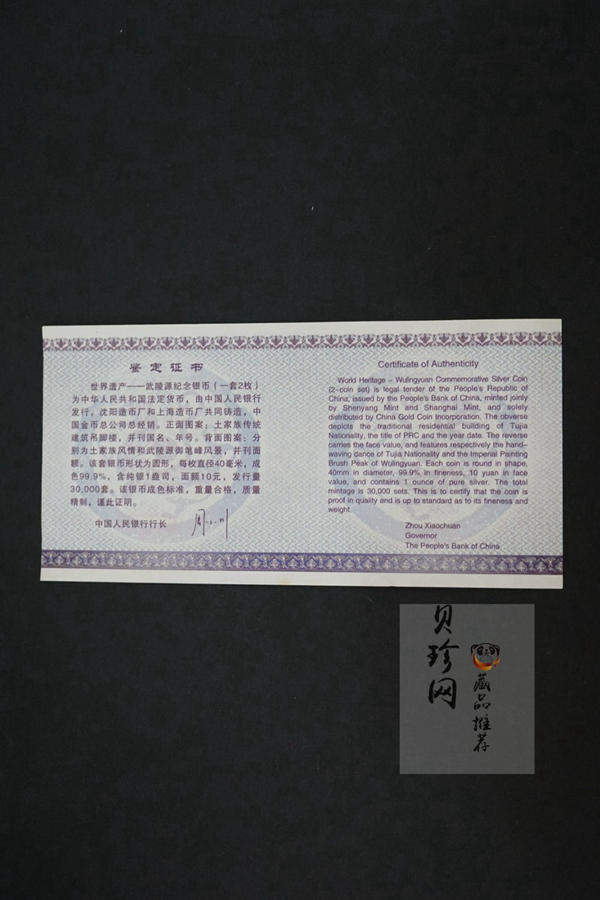 鉴定证书
世界遗产——武陵源纪念银币（一套2枚）
为中华人民共和国法定货币，由中国人民银行
发行，沈阳造币厂和上海造币厂共同铸造，中
国金币总公司总经销。正面图案：土家族传统
建筑吊脚楼，并刊国名、年号。背面图案：分
别为土家族风情和武陵源御笔峰风景，并刊面
额。该套银币形状为圆形，每枚直径40毫米，成
色99.9%，含纯银1盎司，面额10元，发行量
30,000套。该银币成色标准，重量合格，质量
精制，谨此证明。
中国人民银行行长
Certificate of Authenticity
World Heritage – Wulingyuan Commemorative Silver Coin
(2-coin set) is legal tender of the People's Republic of
China, issued by the People's Bank of China, minted jointly
by Shenyang Mint and Shanghai Mint, and solely
distributed by China Gold Coin Incorporation. The obverse
depicts the traditional residential building of Tujia
Nationality, the title of PRC and the year date. The reverse
carries the face value, and features respectively the hand-
waving dance of Tujia Nationality and the Imperial Painting
Brush Peak of Wulingyuan. Each coin is round in shape,
40mm in diameter, 99.9% in fineness, 10 yuan in face
value, and contains 1 ounce of pure silver. The total
mintage is 30,000 sets. This is to certify that the coin is
proof in quality and is up to standard as to its fineness and
weight.
Zhou Xiaochuan
Governor
The People's Bank of China
贝珍网
藏品推荐